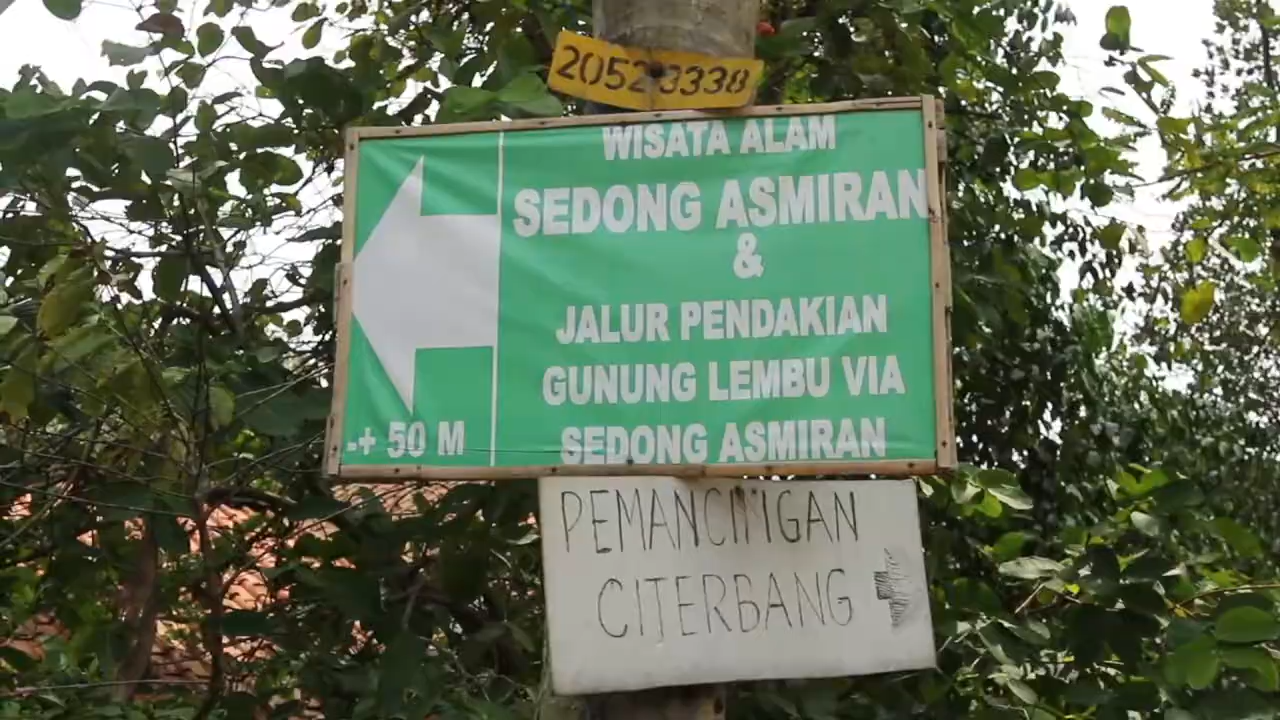 20523338
WISATA ALAM
SEDONG ASMIRAN
&
JALUR PENDAKIAN
GUNUNG LEMBU VIA
SEDONG ASMIRAN
-+ 50 M
PEMANCINGAN
CITERBANG